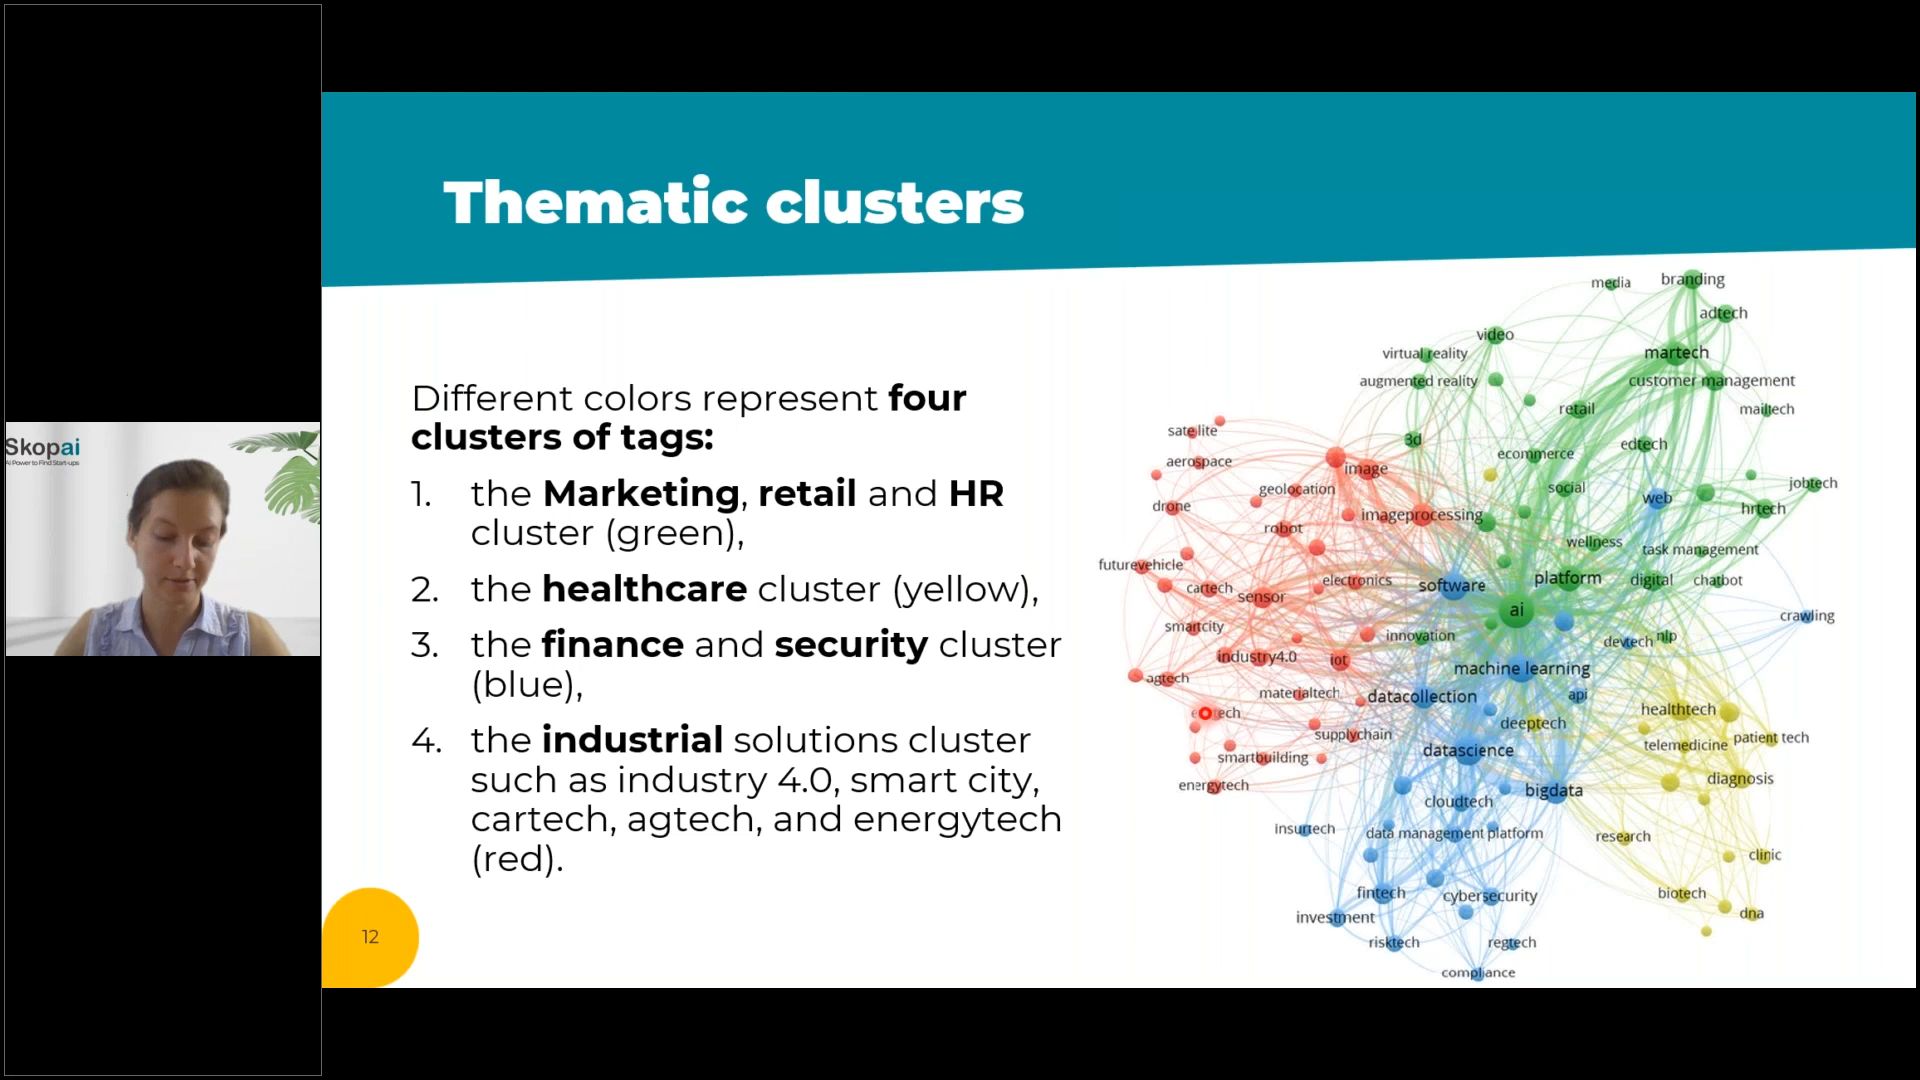 Skopai
AI Power to Find Start-ups
Thematic clusters
Different colors represent four
clusters of tags:
1. the Marketing, retail and HR
cluster (green),
2. the healthcare cluster (yellow),
3. the finance and security cluster
(blue),
4. the industrial solutions cluster
such as industry 4.0, smart city,
cartech, agtech, and energytech
(red).
12
media
branding
adtech
video
virtual reality
martech
augmented reality
customer management
retail
mailtech
satelite
3d
edtech
ecommerce
aerospace
image
geolocation
social
web
jobtech
drone
imageprocessing
hrtech
robot
wellness
task management
futurevehicle
electronics
software
platform
digital
chatbot
cartech
sensor
ai
crawling
smartcity
innovation
devtech
nlp
industry4.0
iot
machine learning
agtech
materialtech
datacollection
api
healthtech
deeptech
supplychain
telemedicine
patient tech
smartbuilding
datascience
energytech
bigdata
diagnosis
cloudtech
insurtech
data management platform
research
clinic
fintech
cybersecurity
biotech
investment
dna
risktech
regtech
compliance